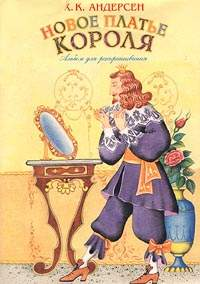 Х. К. АНДЕРСЕН
НОВОЕ ПЛАТЬЕ
КОРОЛЯ
Альбом для раскрашивания